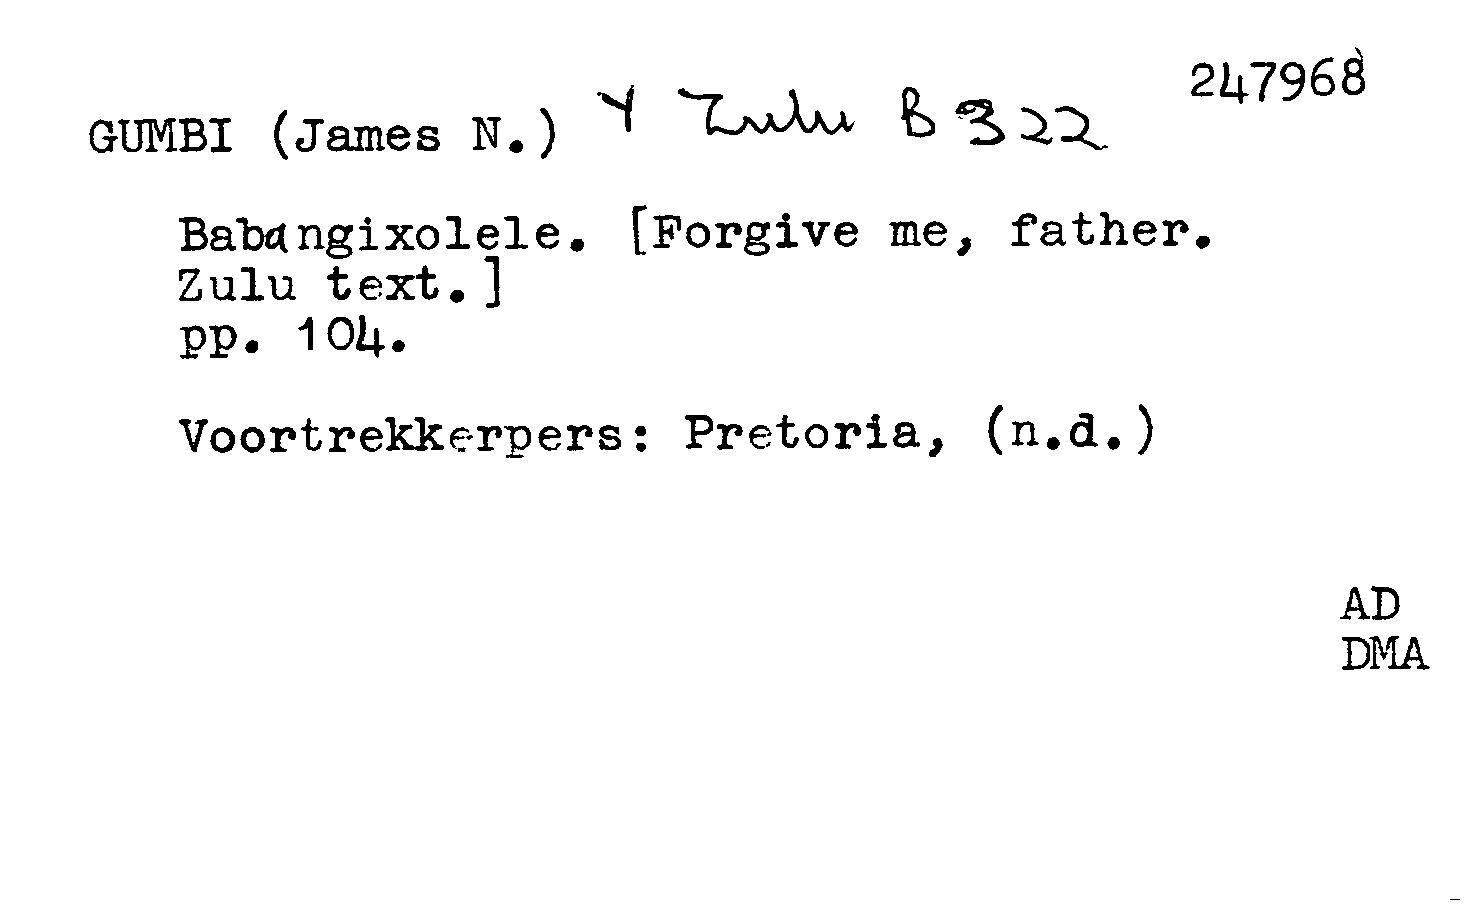 247968
GUMBI (James N.) Y Zulu B 322
Babangixolele. [Forgive me, father.
Zulu text.]
pp. 104.
Voortrekkerpers: Pretoria, (n.d.)
AD
DMA